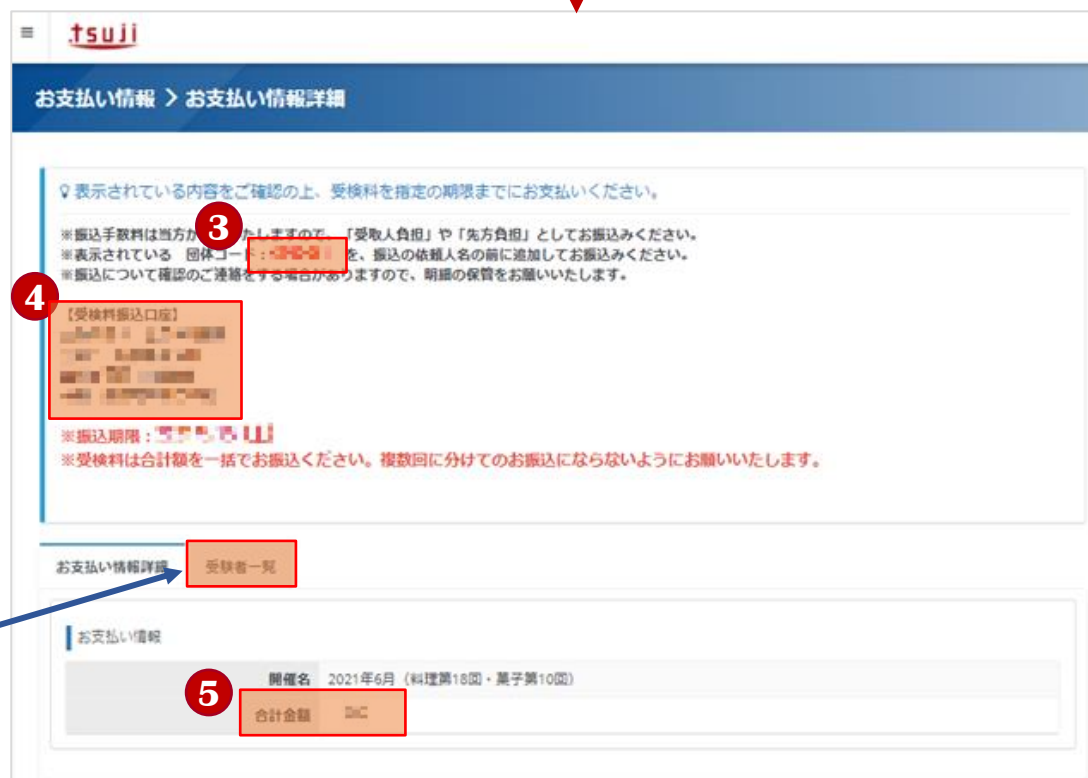 tsuji
お支払い情報 > お支払い情報詳細
表示されている内容をご確認の上、受検料を指定の期限までにお支払いください。
※振込手数料は当方が たしますので、「受取人負担」や「先方負担」としてお振込みください。
3
※表示されている 団体コード: を、振込の依頼人名の前に追加してお振込みください。
※振込について確認のご連絡をする場合がありますので、明細の保管をお願いいたします。
4
【受検料振込口座】
※振込期限:
※受検料は合計額を一括でお振込ください。複数回に分けてのお振込にならないようにお願いいたします。
お支払い情報詳細 受験者一覧
お支払い情報
開催名 2021年6月（料理第18回・菓子第10回）
5
合計金額